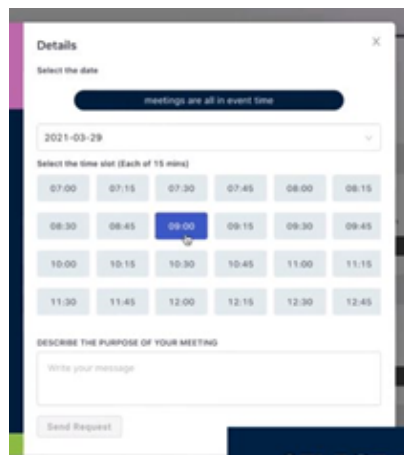 Details
X
Select the date
meetings are all in event time
2021-03-29
Select the time slot (Each of 15 mins)
07:00 07:15 07:30 07:45 08:00 08:15
08:30 08:45 09:00 09:15 09:30 09:45
10:00 10:15 10:30 10:45 11:00 11:15
11:30 11:45 12:00 12:15 12:30 12:45
DESCRIBE THE PURPOSE OF YOUR MEETING
Write your message
Send Request